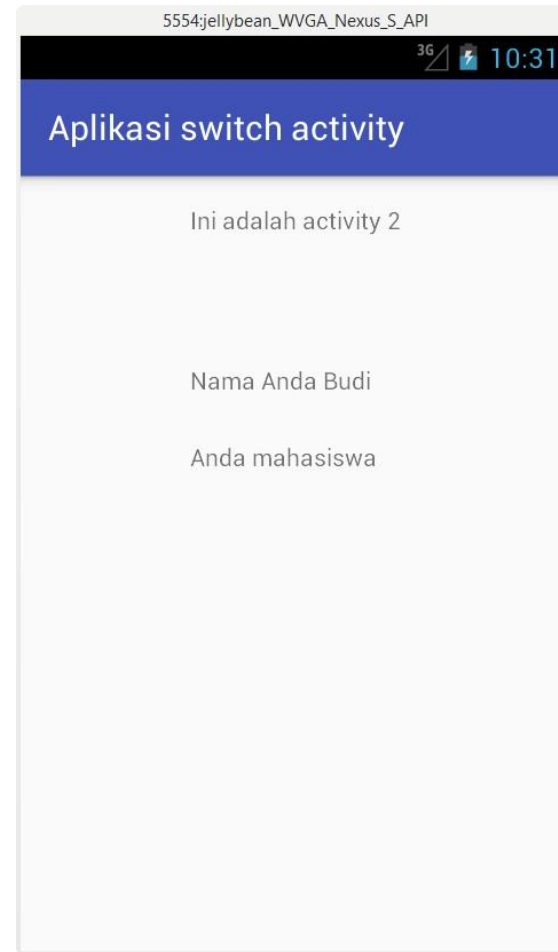 5554:jellybean_WVGA_Nexus_S_API
3G 10:31
Aplikasi switch activity
Ini adalah activity 2
Nama Anda Budi
Anda mahasiswa